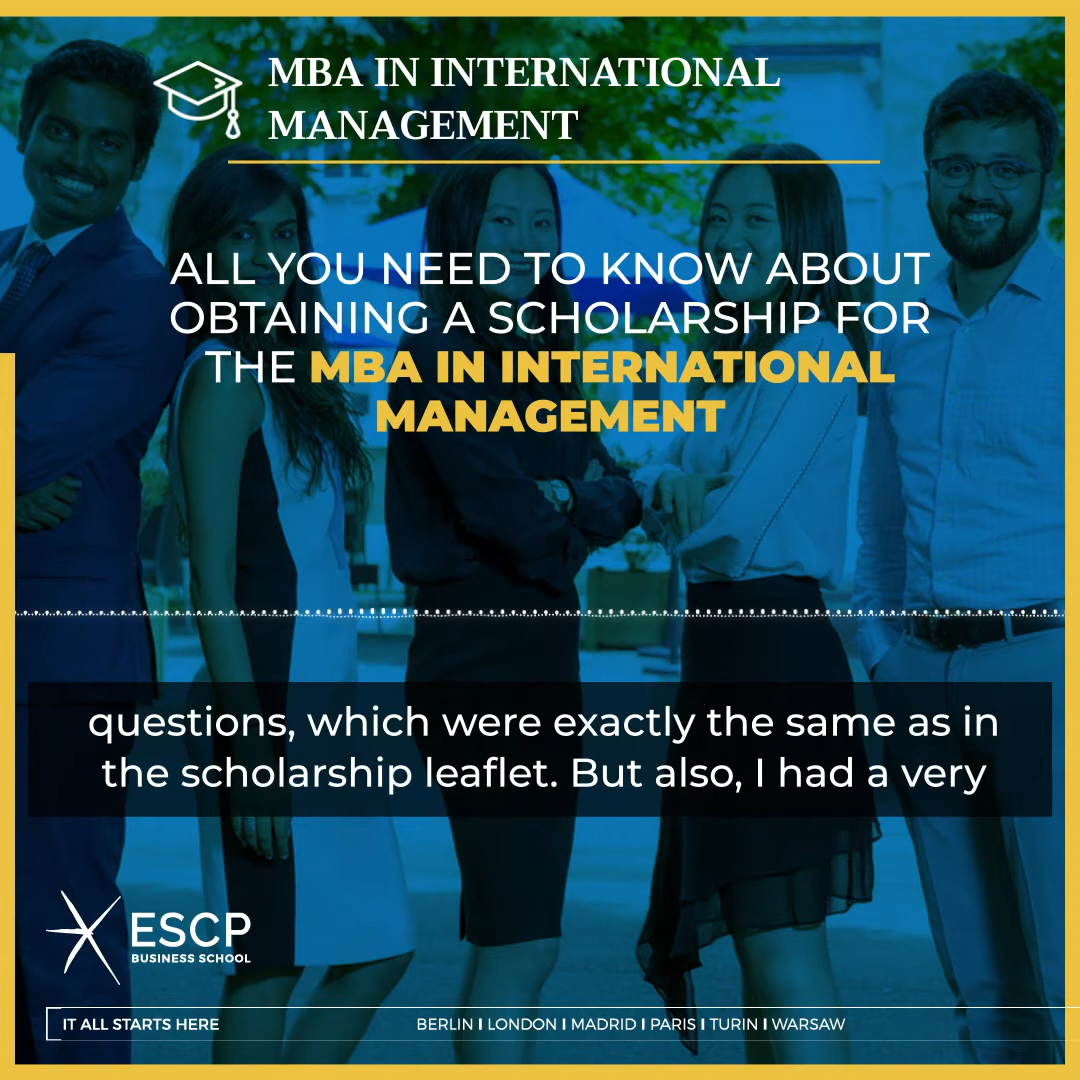 MBA IN INTERNATIONAL
MANAGEMENT
ALL YOU NEED TO KNOW ABOUT
OBTAINING A SCHOLARSHIP FOR
THE MBA IN INTERNATIONAL
MANAGEMENT
questions, which were exactly the same as in
the scholarship leaflet. But also, I had a very
ESCP
BUSINESS SCHOOL
IT ALL STARTS HERE
BERLIN I LONDON I MADRID I PARIS I TURIN I WARSAW